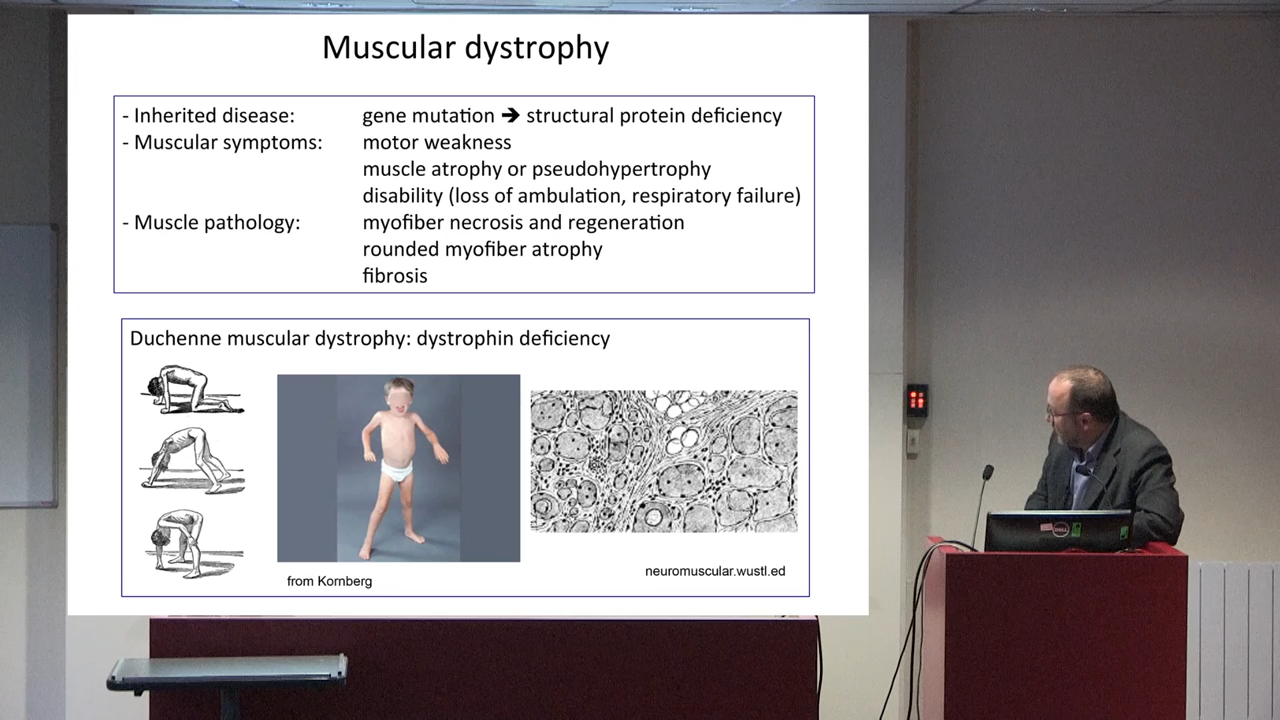 Muscular dystrophy
- Inherited disease: gene mutation ➔ structural protein deficiency
- Muscular symptoms: motor weakness
muscle atrophy or pseudohypertrophy
disability (loss of ambulation, respiratory failure)
- Muscle pathology: myofiber necrosis and regeneration
rounded myofiber atrophy
fibrosis
Duchenne muscular dystrophy: dystrophin deficiency
from Kornberg
neuromuscular.wustl.ed
DELL